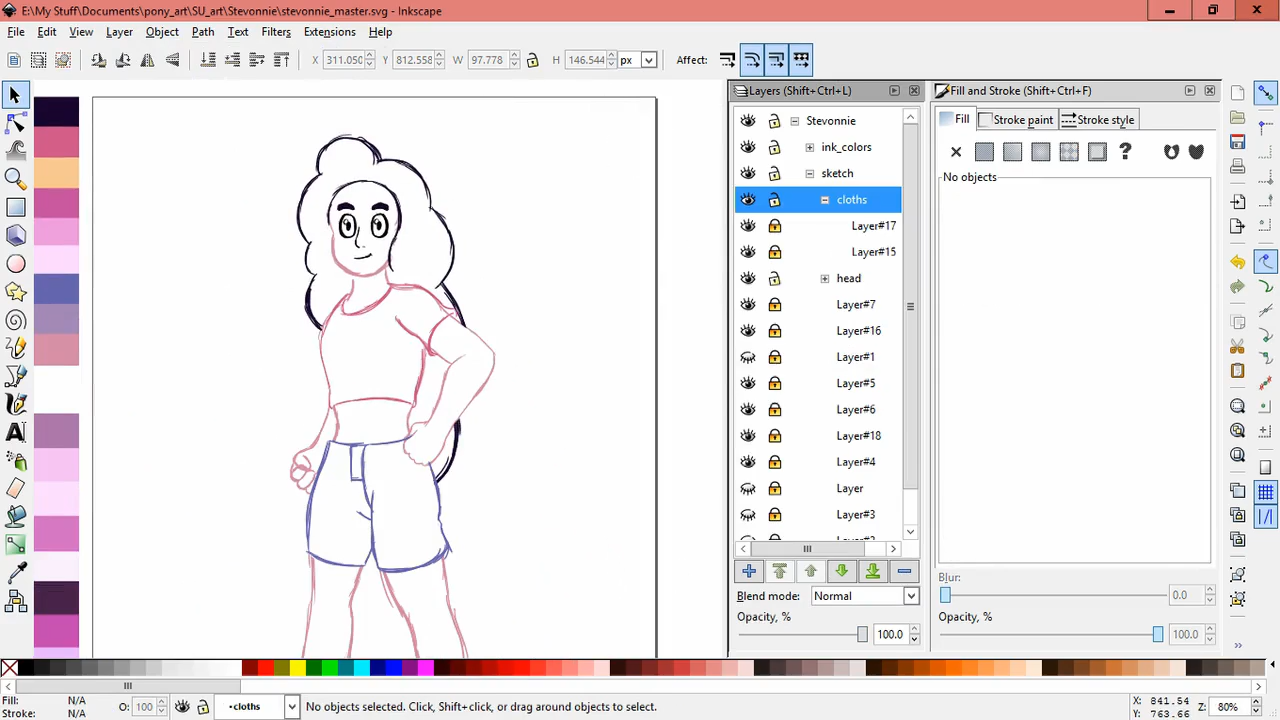 E:\My Stuff\Documents\pony_art\SU_art\Stevonnie\stevonnie_master.svg - Inkscape
File Edit View Layer Object Path Text Filters Extensions Help
X 311.050 Y 812.558 W 97.778 H 146.544 px Affect:
Layers (Shift+Ctrl+L)
Stevonnie
ink_colors
sketch
cloths
Layer#17
Layer#15
head
Layer#7
Layer#16
Layer#1
Layer#5
Layer#6
Layer#18
Layer#4
Layer
Layer#3
Blend mode: Normal
Opacity, %
100.0
Fill and Stroke (Shift+Ctrl+F)
Fill Stroke paint Stroke style
No objects
Blur:
0.0
Opacity, %
100.0
Fill: N/A
Stroke: N/A
O: 100
•cloths
No objects selected. Click, Shift+click, or drag around objects to select.
X: 841.54
Y: 763.66
Z: 80%